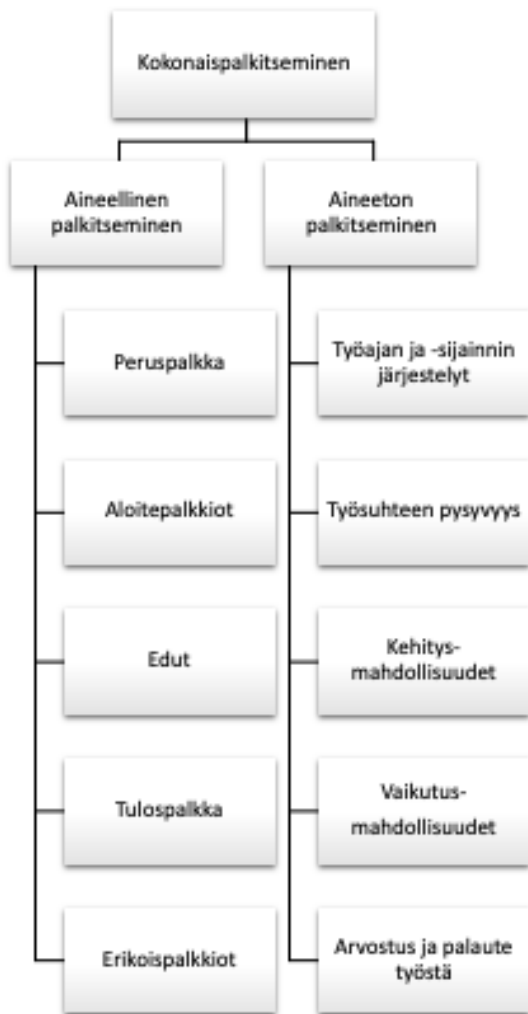 Kokonaispalkitseminen
Aineellinen
palkitseminen
Aineeton
palkitseminen
Peruspalkka
Työajan ja -sijainnin
järjestelyt
Aloitepalkkiot
Työsuhteen pysyvyys
Edut
Kehitys-
mahdollisuudet
Tulospalkka
Vaikutus-
mahdollisuudet
Erikoispalkkiot
Arvostus ja palaute
työstä